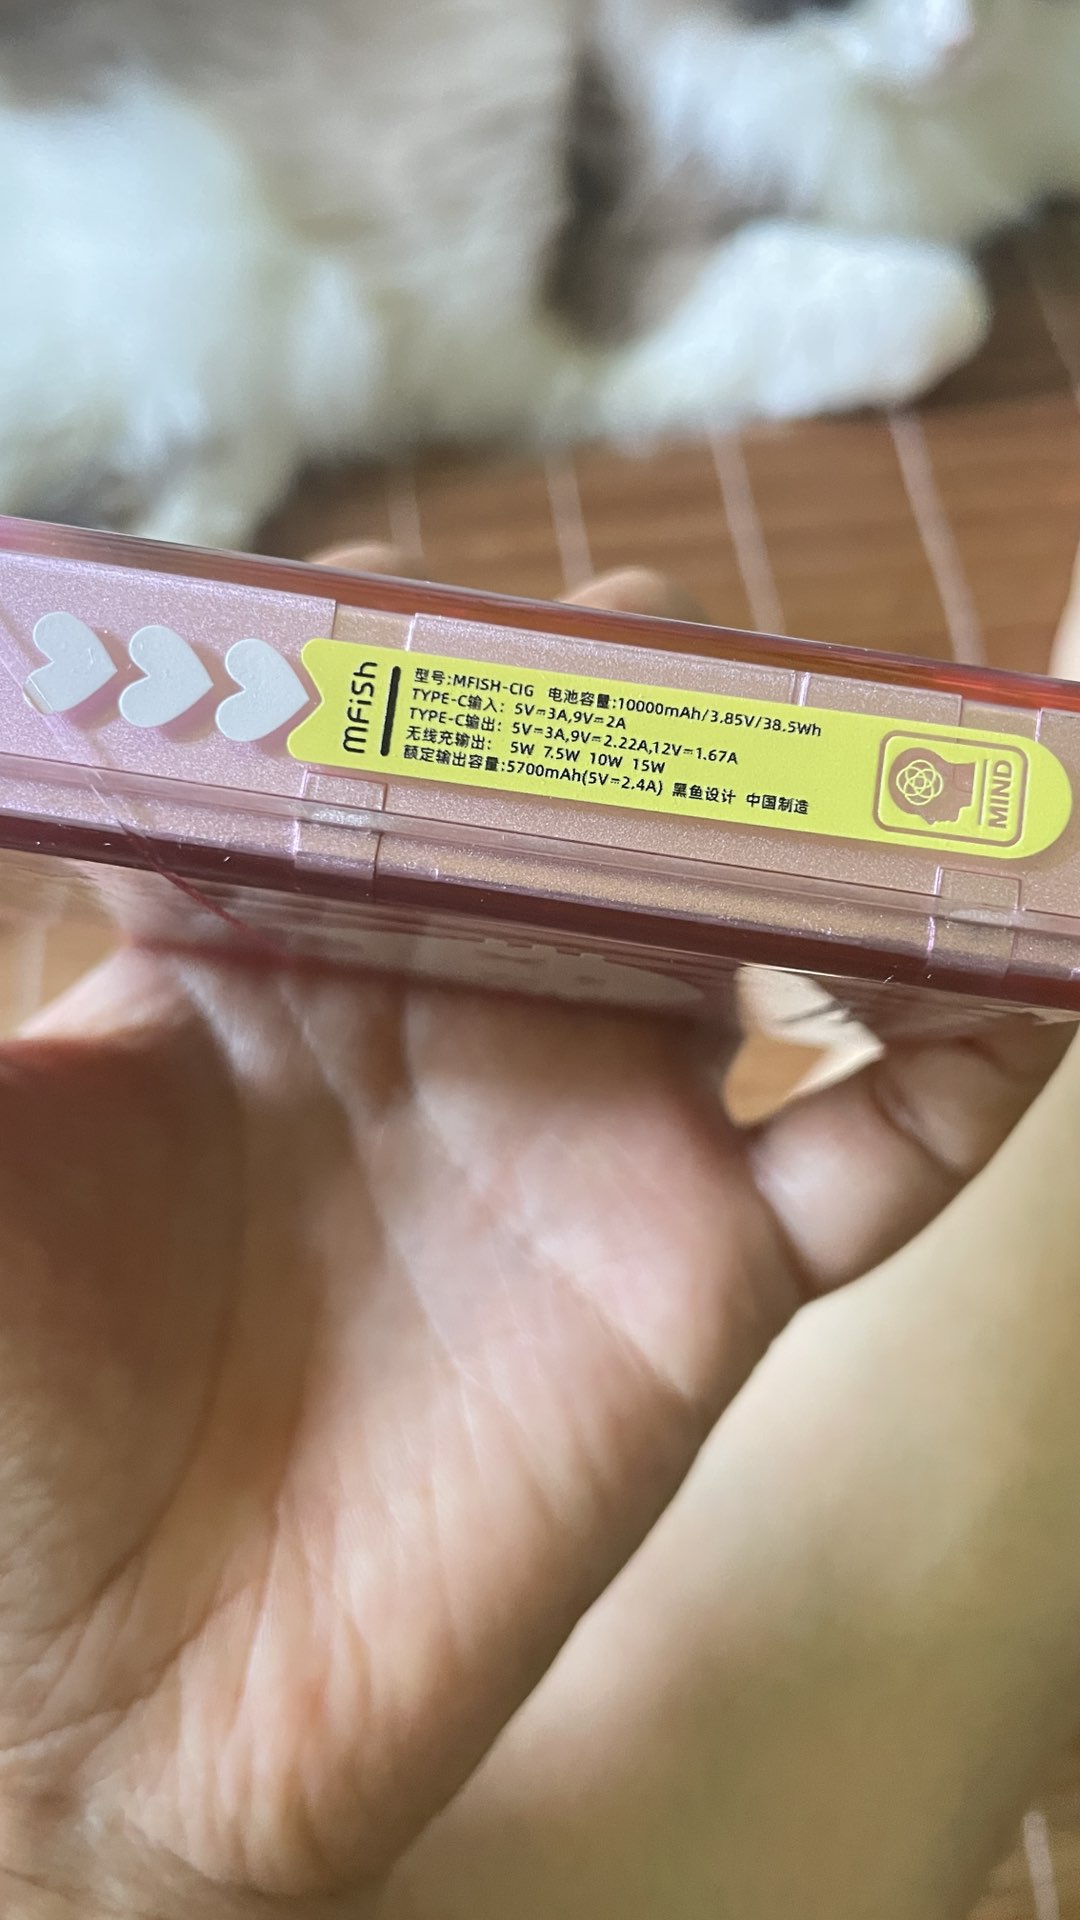 mFish
型号:MFISH-C1G 电池容量:10000mAh/3.85V/38.5Wh
TYPE-C输入: 5V=3A,9V=2A
TYPE-C输出: 5V=3A,9V=2.22A,12V=1.67A
无线充输出: 5W 7.5W 10W 15W
额定输出容量:5700mAh(5V=2.4A) 黑鱼设计 中国制造
MIND